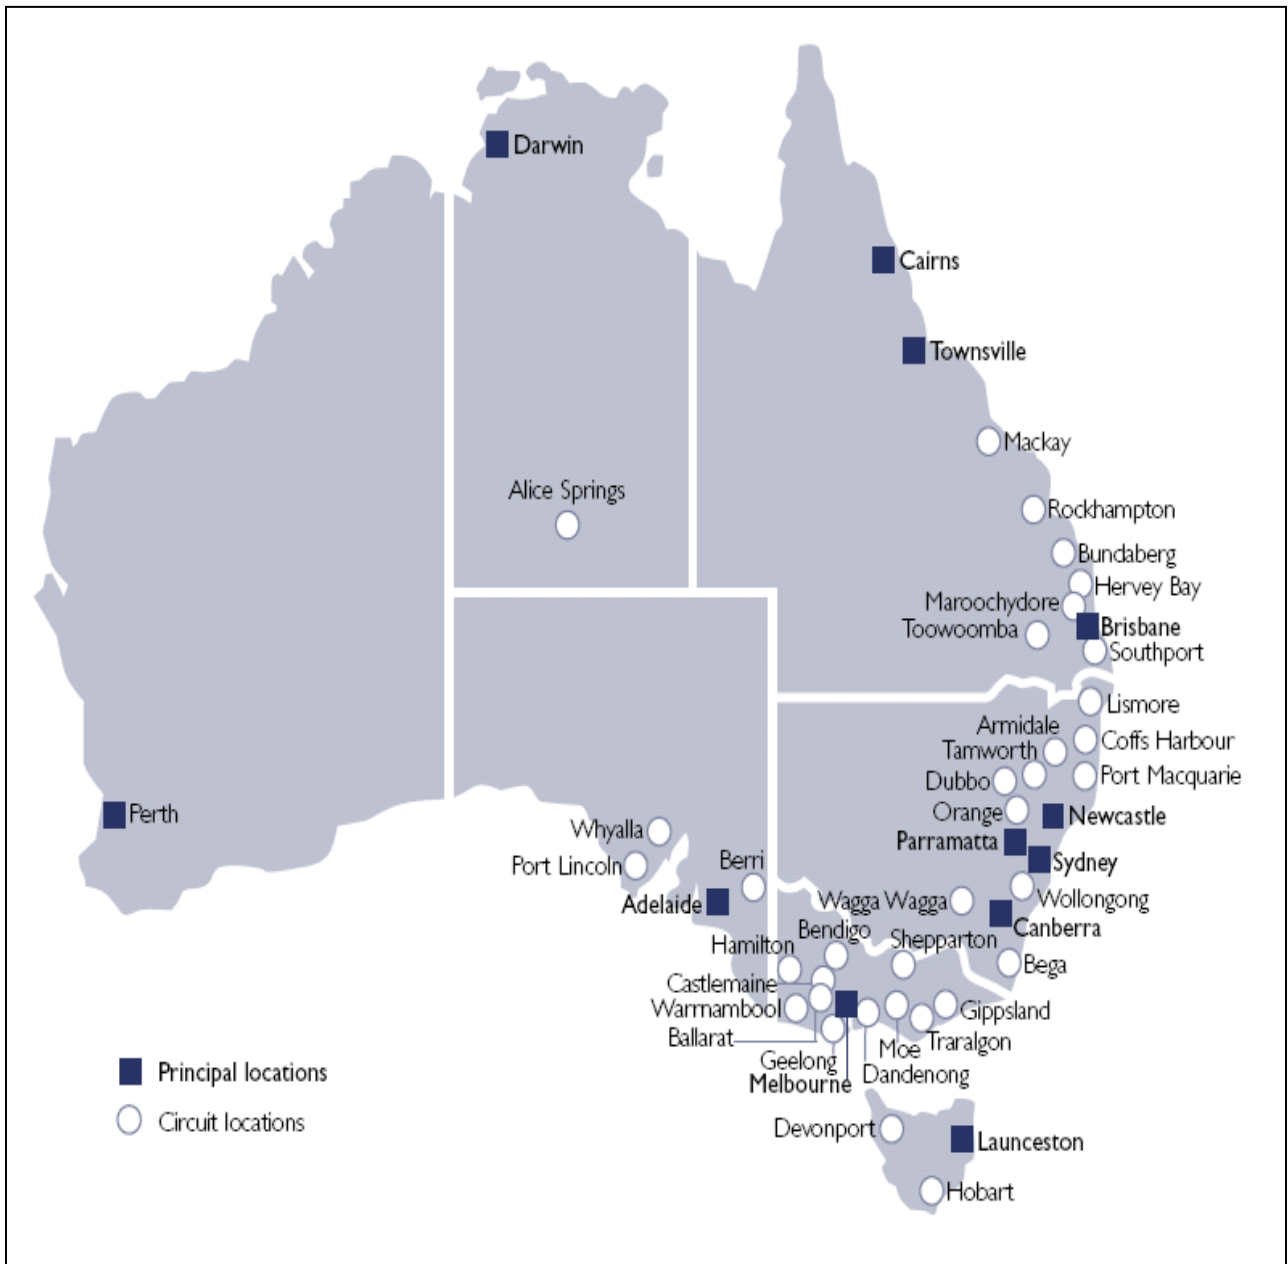 Darwin
Cairns
Townsville
Mackay
Alice Springs
Rockhampton
Bundaberg
Hervey Bay
Maroochydore
Brisbane
Toowoomba
Southport
Lismore
Armidale
Coffs Harbour
Tamworth
Port Macquarie
Dubbo
Perth
Orange
Newcastle
Whyalla
Parramatta
Berri
Sydney
Port Lincoln
Wagga Wagga
Wollongong
Adelaide
Canberra
Bendigo
Hamilton
Shepparton
Bega
Castlemaine
Warrnambool
Gippsland
Ballarat
Traralgon
Moe
Geelong
Principal locations
Dandenong
Melbourne
Circuit locations
Devonport
Launceston
Hobart